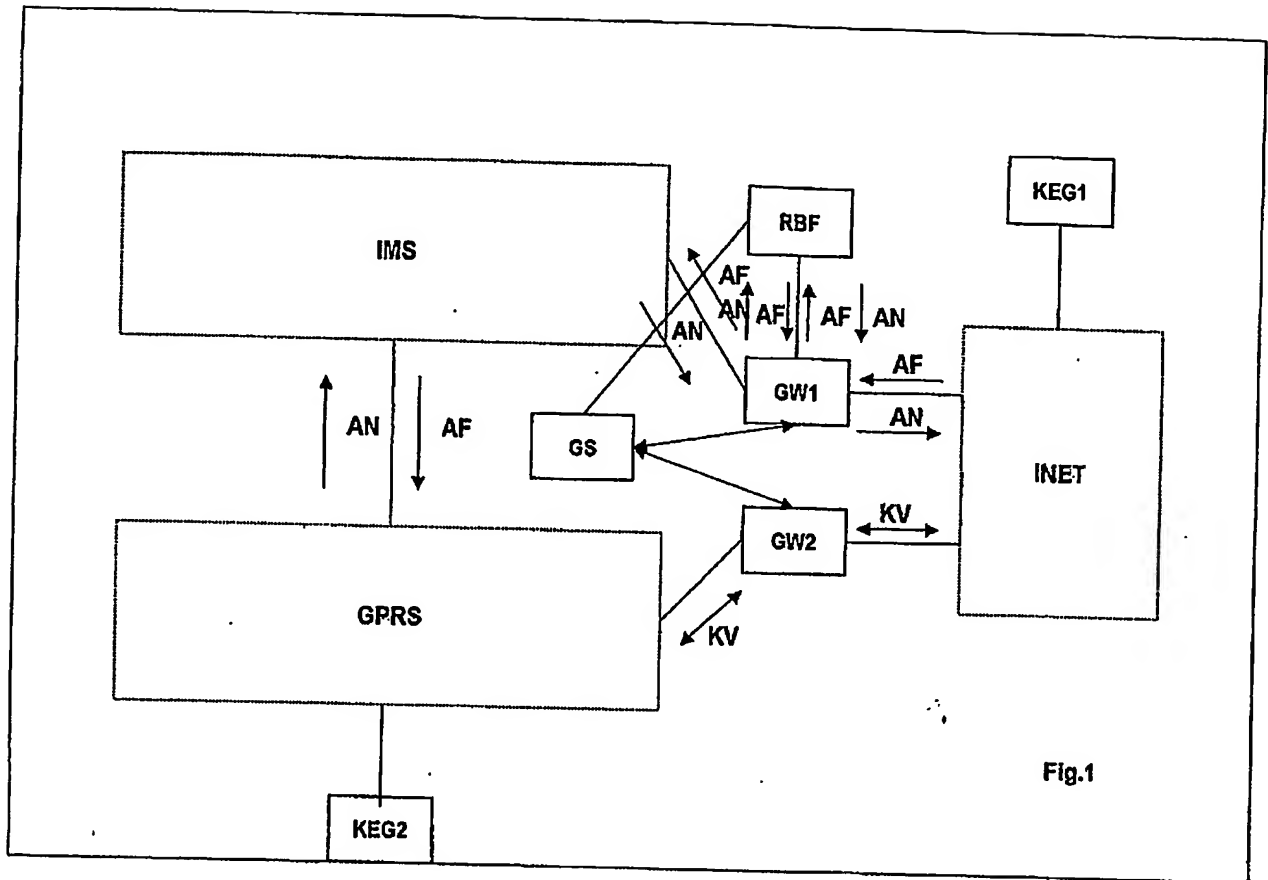 KEG1
RBF
IMS
AF
AN AF AF AN
AN
AF
GW1
AN
AN AF
GS
INET
KV
GW2
GPRS
KV
Fig.1
KEG2